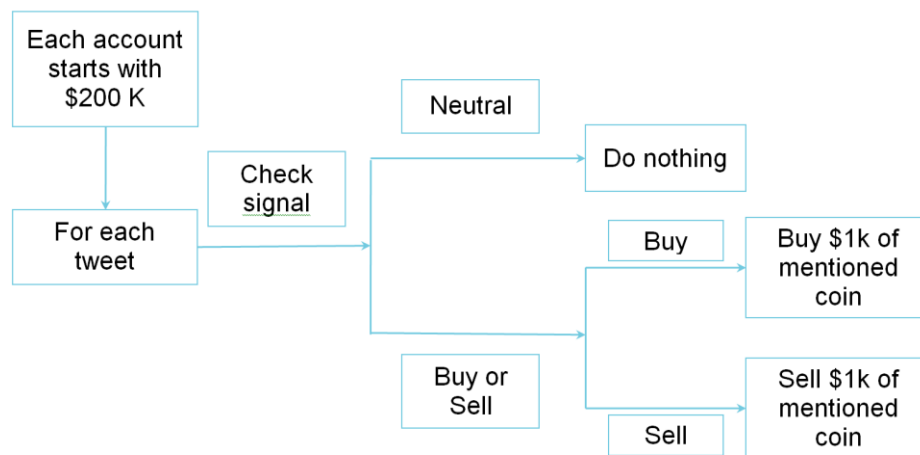 Each account
starts with
$200 K
For each
tweet
Check
signal
Neutral
Do nothing
Buy or
Sell
Buy
Buy $1k of
mentioned
coin
Sell
Sell $1k of
mentioned
coin